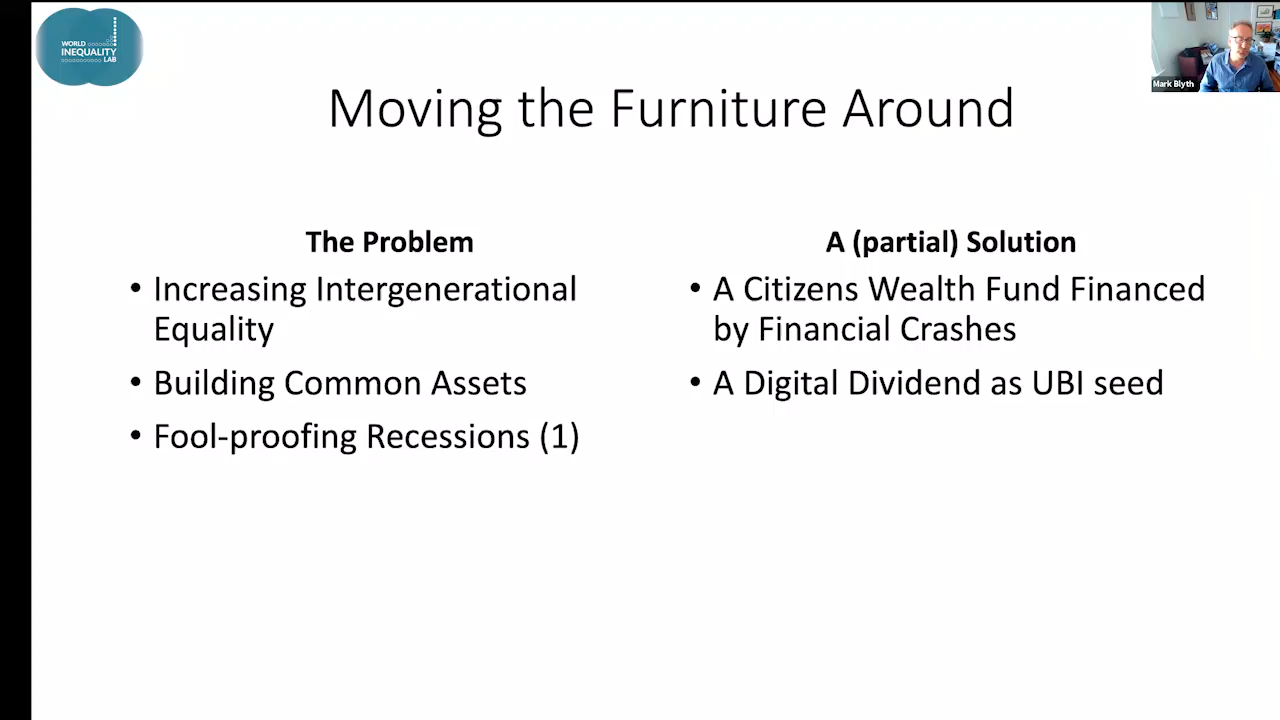 WORLD
INEQUALITY
LAB
Mark Blyth
Moving the Furniture Around
The Problem
• Increasing Intergenerational
Equality
• Building Common Assets
• Fool-proofing Recessions (1)
A (partial) Solution
• A Citizens Wealth Fund Financed
by Financial Crashes
• A Digital Dividend as UBI seed